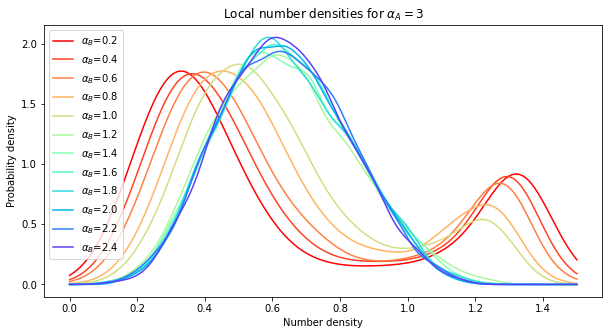 Local number densities for α_A = 3
α_B=0.2
α_B=0.4
α_B=0.6
α_B=0.8
α_B=1.0
α_B=1.2
α_B=1.4
α_B=1.6
α_B=1.8
α_B=2.0
α_B=2.2
α_B=2.4
Probability density
2.0
1.5
1.0
0.5
0.0
0.0 0.2 0.4 0.6 0.8 1.0 1.2 1.4
Number density